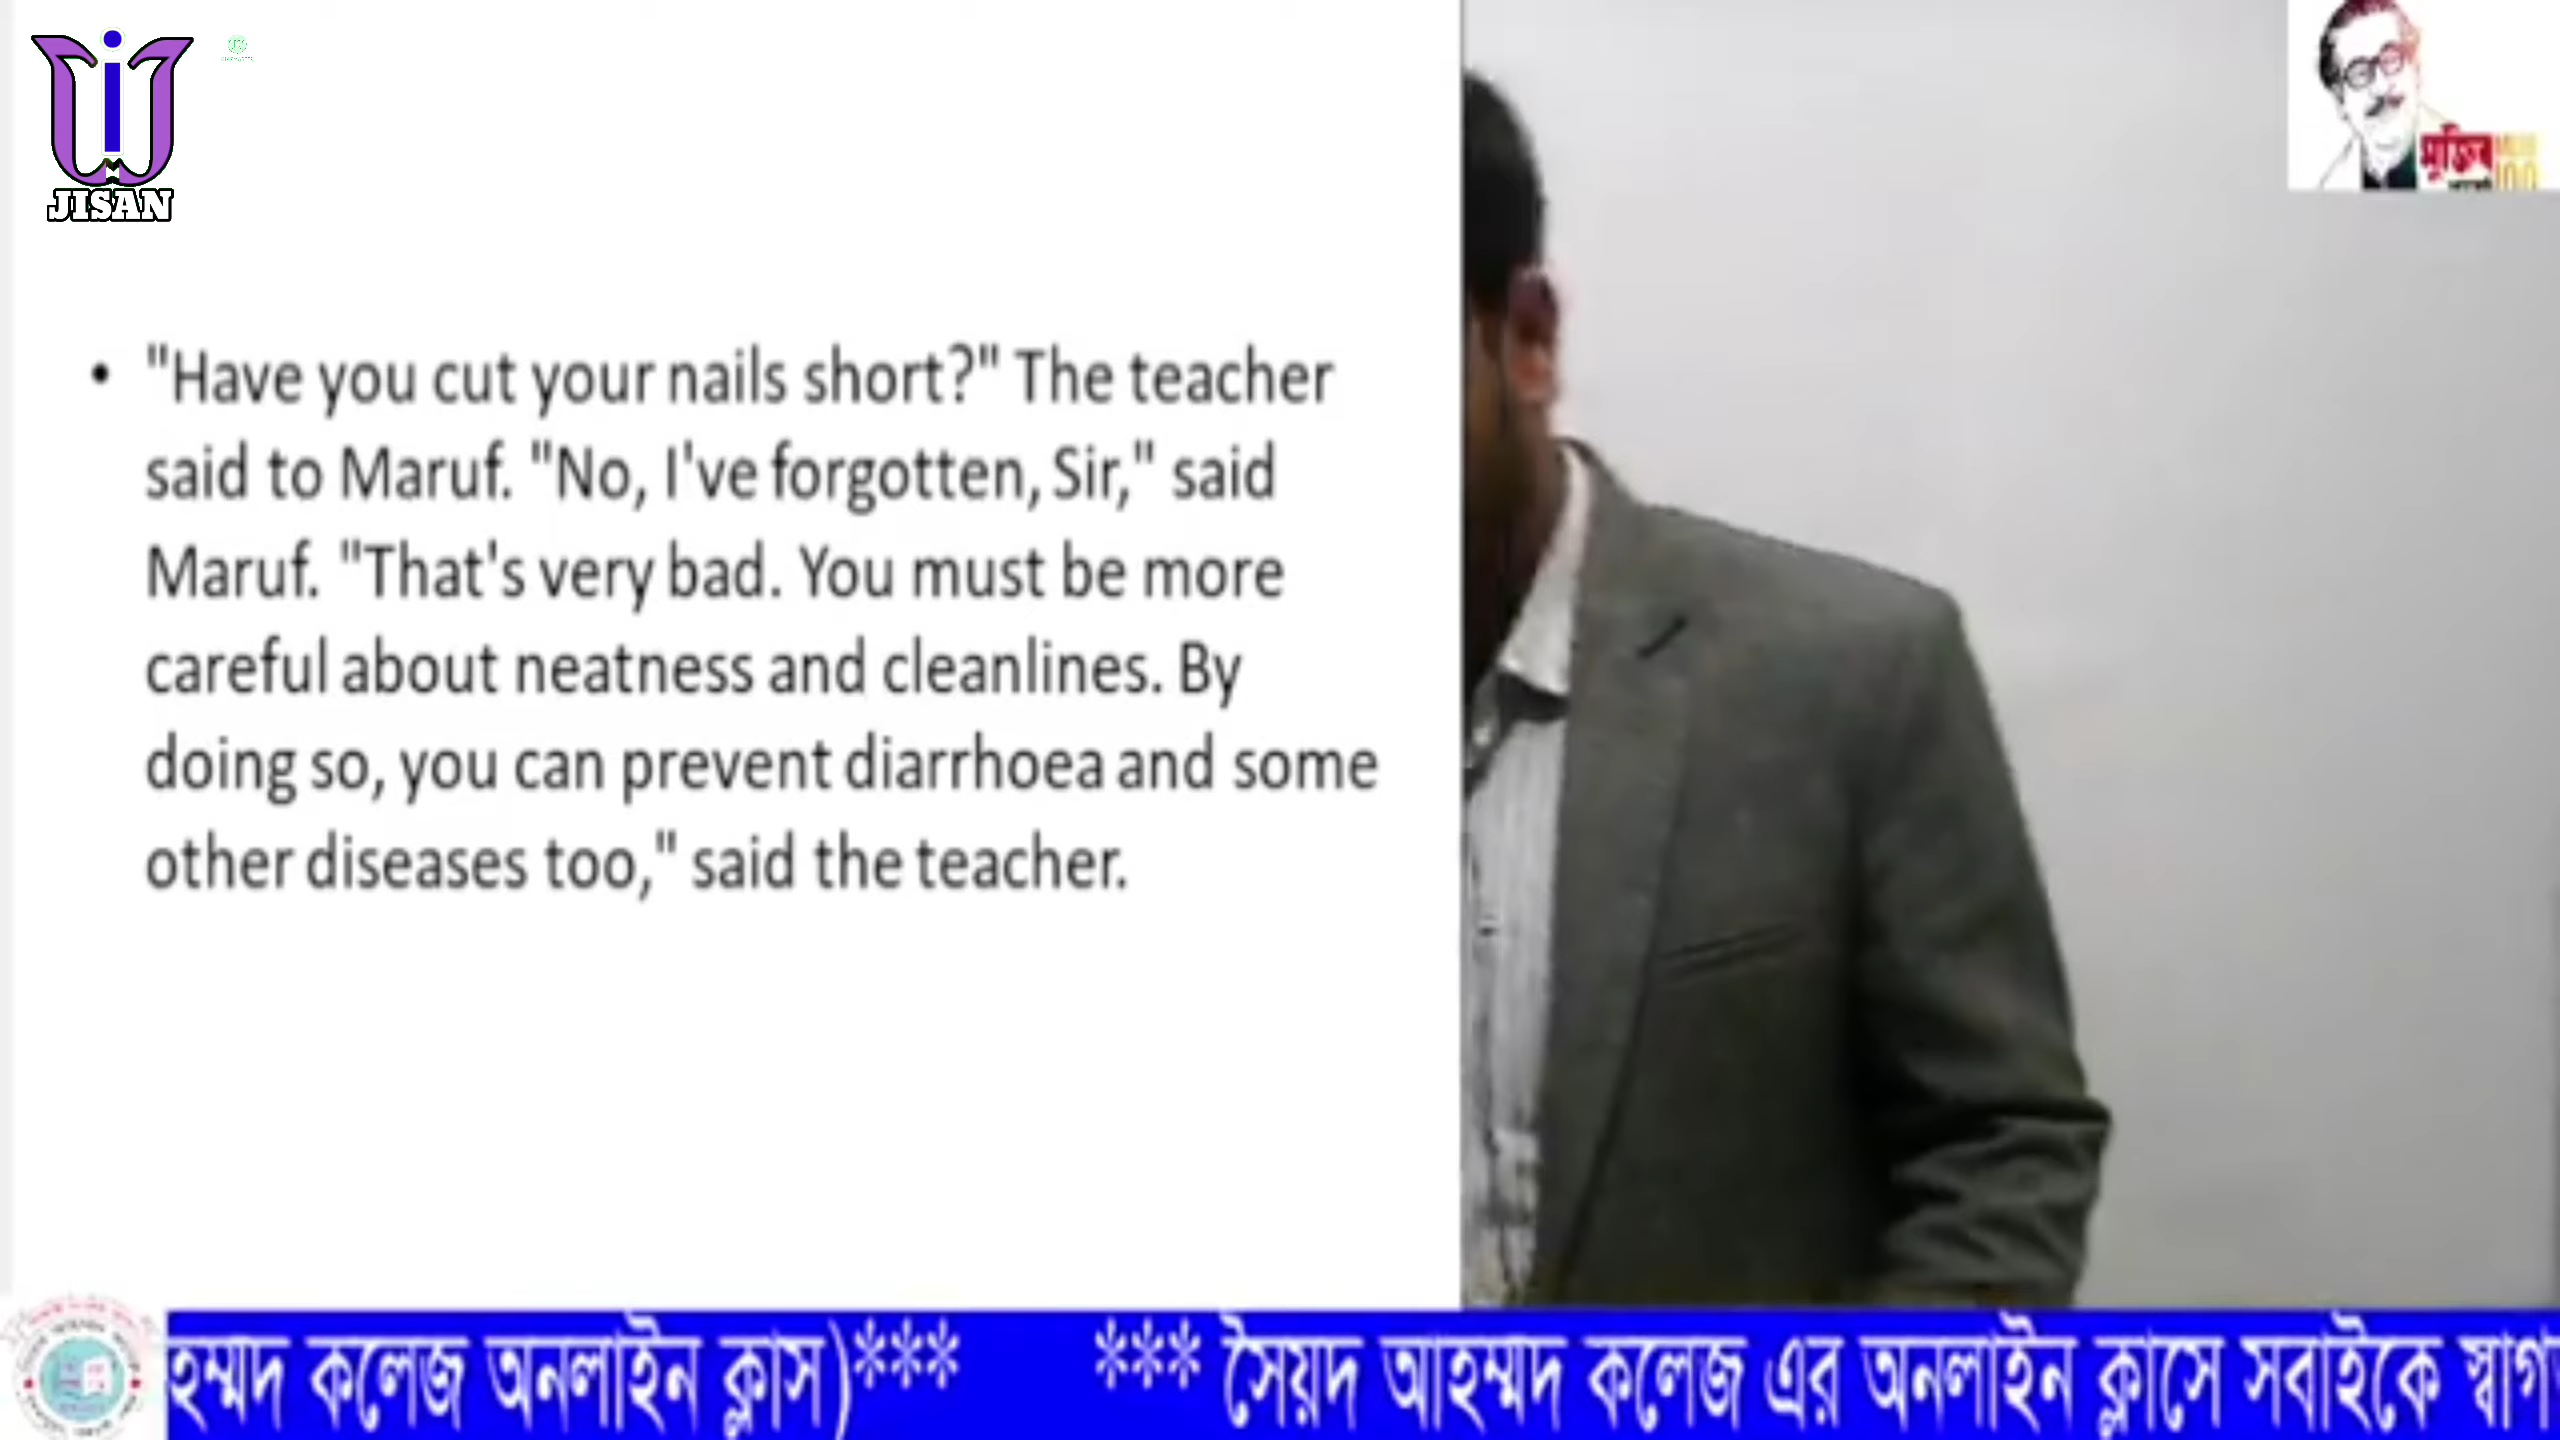 JISAN
মুজিব
100
• "Have you cut your nails short?" The teacher
said to Maruf. "No, I've forgotten, Sir," said
Maruf. "That's very bad. You must be more
careful about neatness and cleanlines. By
doing so, you can prevent diarrhoea and some
other diseases too," said the teacher.
হম্মদ কলেজ অনলাইন ক্লাস)*** *** সৈয়দ আহম্মদ কলেজ এর অনলাইন ক্লাসে সবাইকে স্বাগত